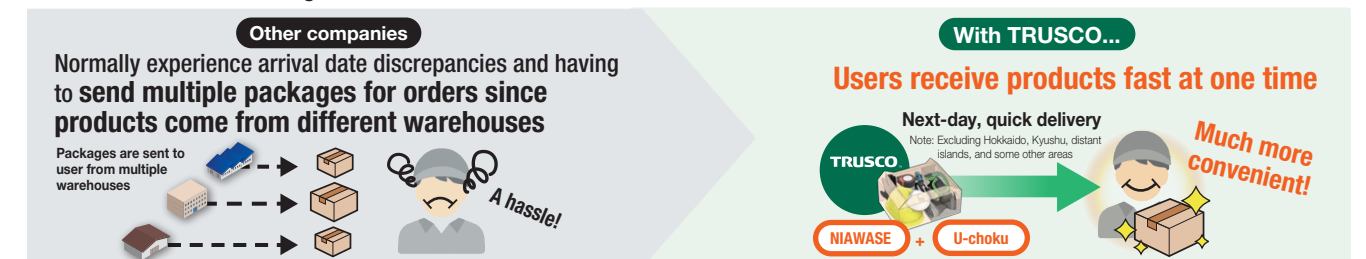 Other companies
Normally experience arrival date discrepancies and having
to send multiple packages for orders since
products come from different warehouses
Packages are sent to
user from multiple
warehouses
A hassle!
With TRUSCO...
Users receive products fast at one time
Next-day, quick delivery
Note: Excluding Hokkaido, Kyushu, distant
islands, and some other areas
TRUSCO
NIAWASE + U-choku
Much more
convenient!